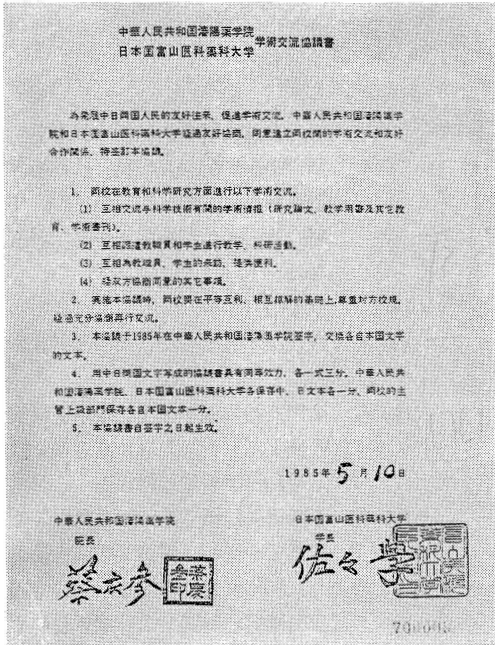 中華人民共和国瀋陽薬学院
日本国富山医科薬科大学
学術交流協議書
為発展中日両国人民的友好往来、促進学術交流、中華人民共和国瀋陽薬学
院和日本国富山医科薬科大学経過友好協商、同意建立両校間的学術交流和友好
合作関係、特签訂本協議。
1． 両校在教育和科学研究方面進行以下学術交流。
(1) 互相交流与科学技術有関的学術情報（研究論文、教学用書及其它教
育、学術書刊）。
(2) 互相派遣教職員和学生進行教学、科研活動。
(3) 互相為教職員、学生的来訪、提供便利。
(4) 経双方協商同意的其它事項。
2． 実施本協議時、両校要在平等互利、相互諒解的基礎上、尊重対方校規、
経過充分協商再行交流。
3． 本協議于1985年在中華人民共和国瀋陽薬学院签字、交換各自本国文字
的文本。
4． 用中日両国文字写成的協議書具有同等効力、各一式三分。中華人民共
和国瀋陽薬学院、日本国富山医科薬科大学各保存中、日文本各一分、両校的主
管上級部門保存各自本国文本一分。
5． 本協議書自签字之日起生效。
1985年5月10日
中華人民共和国瀋陽薬学院
院長
日本国富山医科薬科大学
学長
佐々学